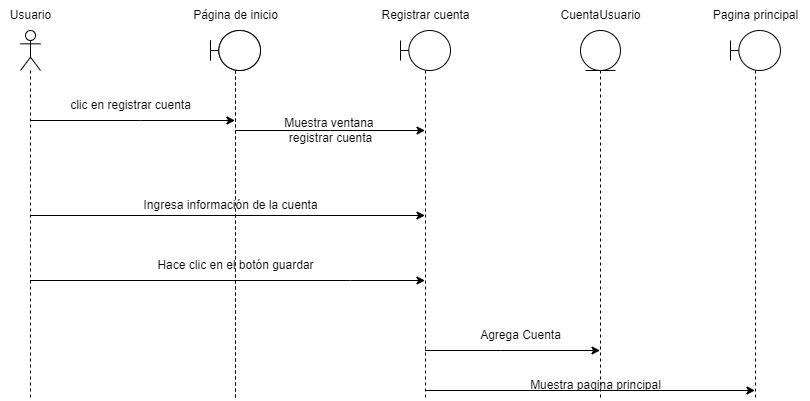 Usuario
Página de inicio
Registrar cuenta
CuentaUsuario
Pagina principal
clic en registrar cuenta
Muestra ventana
registrar cuenta
Ingresa información de la cuenta
Hace clic en el botón guardar
Agrega Cuenta
Muestra pagina principal